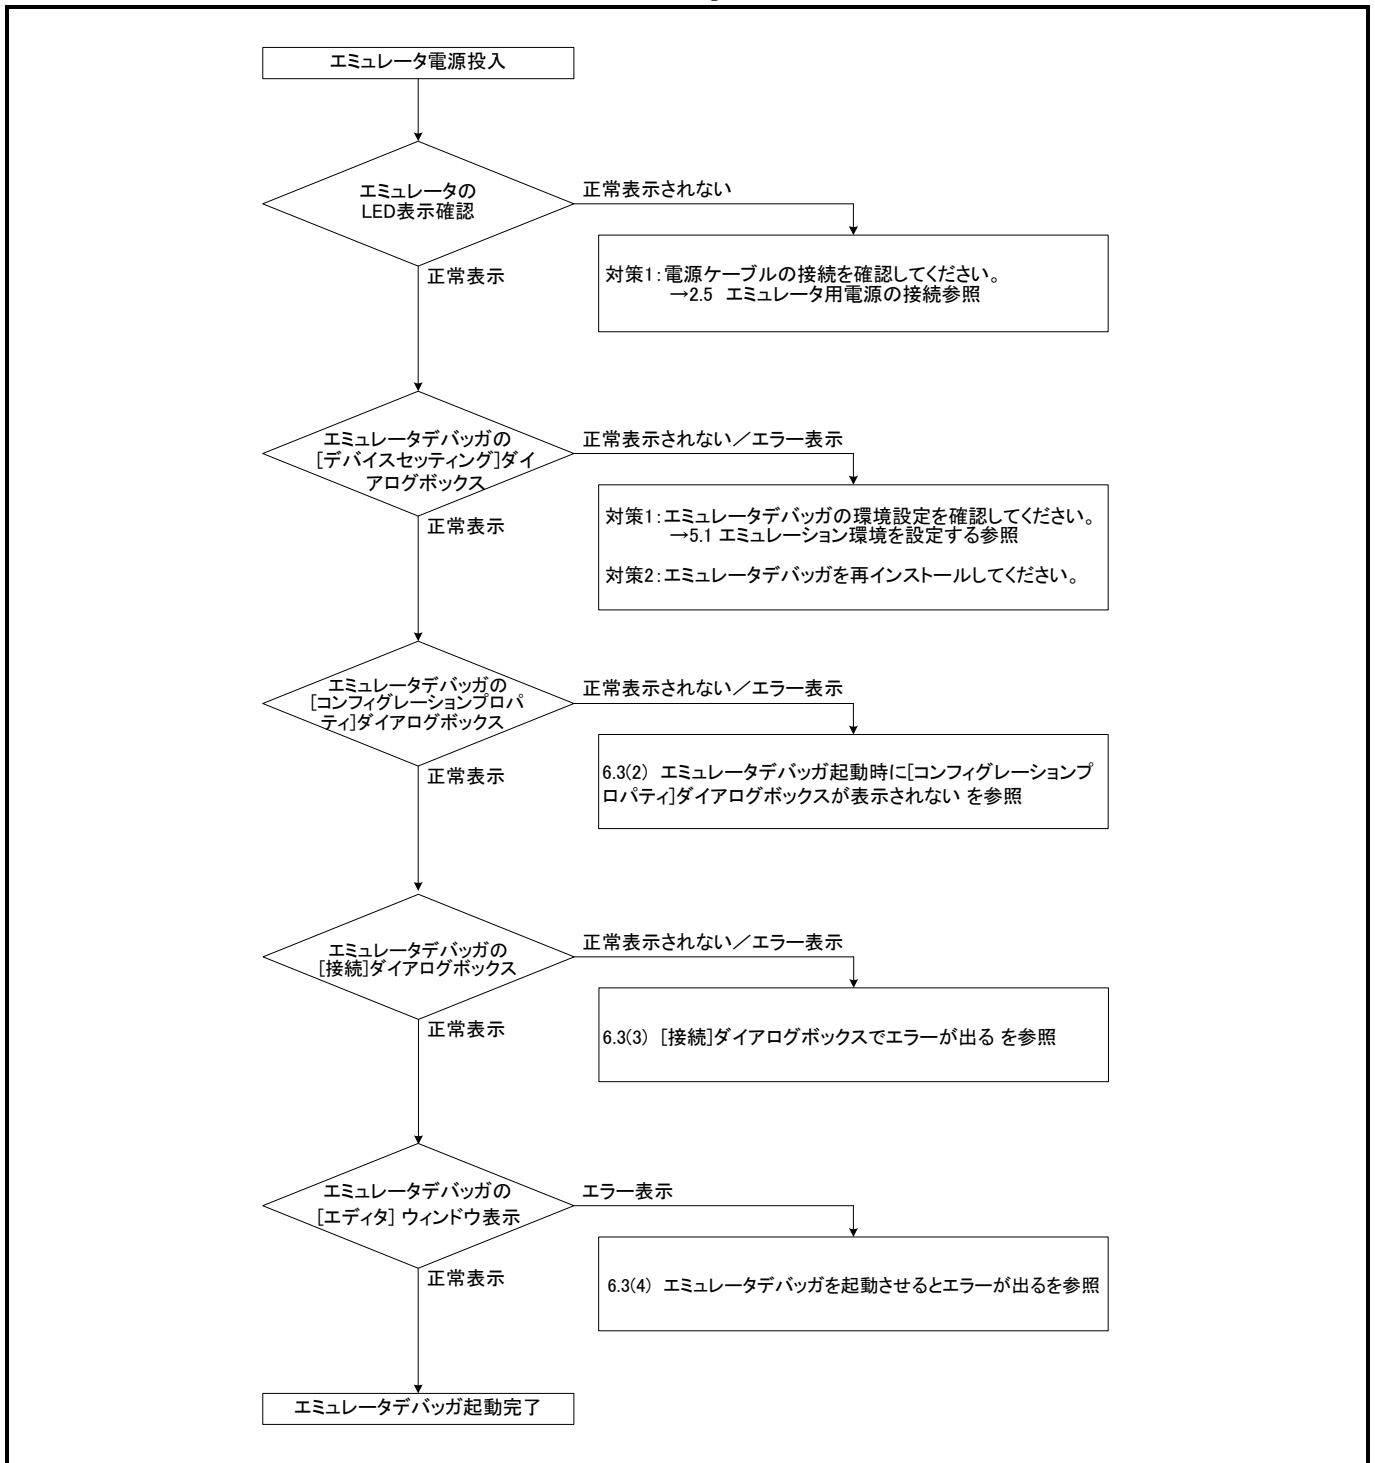 エミュレータ電源投入
エミュレータの
LED表示確認
正常表示されない
正常表示
対策1:電源ケーブルの接続を確認してください。
→2.5 エミュレータ用電源の接続参照
エミュレータデバッガの
[デバイスセッティング]ダイ
アログボックス
正常表示されない/エラー表示
正常表示
対策1:エミュレータデバッガの環境設定を確認してください。
→5.1 エミュレーション環境を設定する参照
対策2:エミュレータデバッガを再インストールしてください。
エミュレータデバッガの
[コンフィグレーションプロパ
ティ]ダイアログボックス
正常表示されない/エラー表示
正常表示
6.3(2) エミュレータデバッガ起動時に[コンフィグレーションプ
ロパティ]ダイアログボックスが表示されない を参照
エミュレータデバッガの
[接続]ダイアログボックス
正常表示されない/エラー表示
正常表示
6.3(3) [接続]ダイアログボックスでエラーが出る を参照
エミュレータデバッガの
[エディタ] ウィンドウ表示
エラー表示
正常表示
6.3(4) エミュレータデバッガを起動させるとエラーが出るを参照
エミュレータデバッガ起動完了